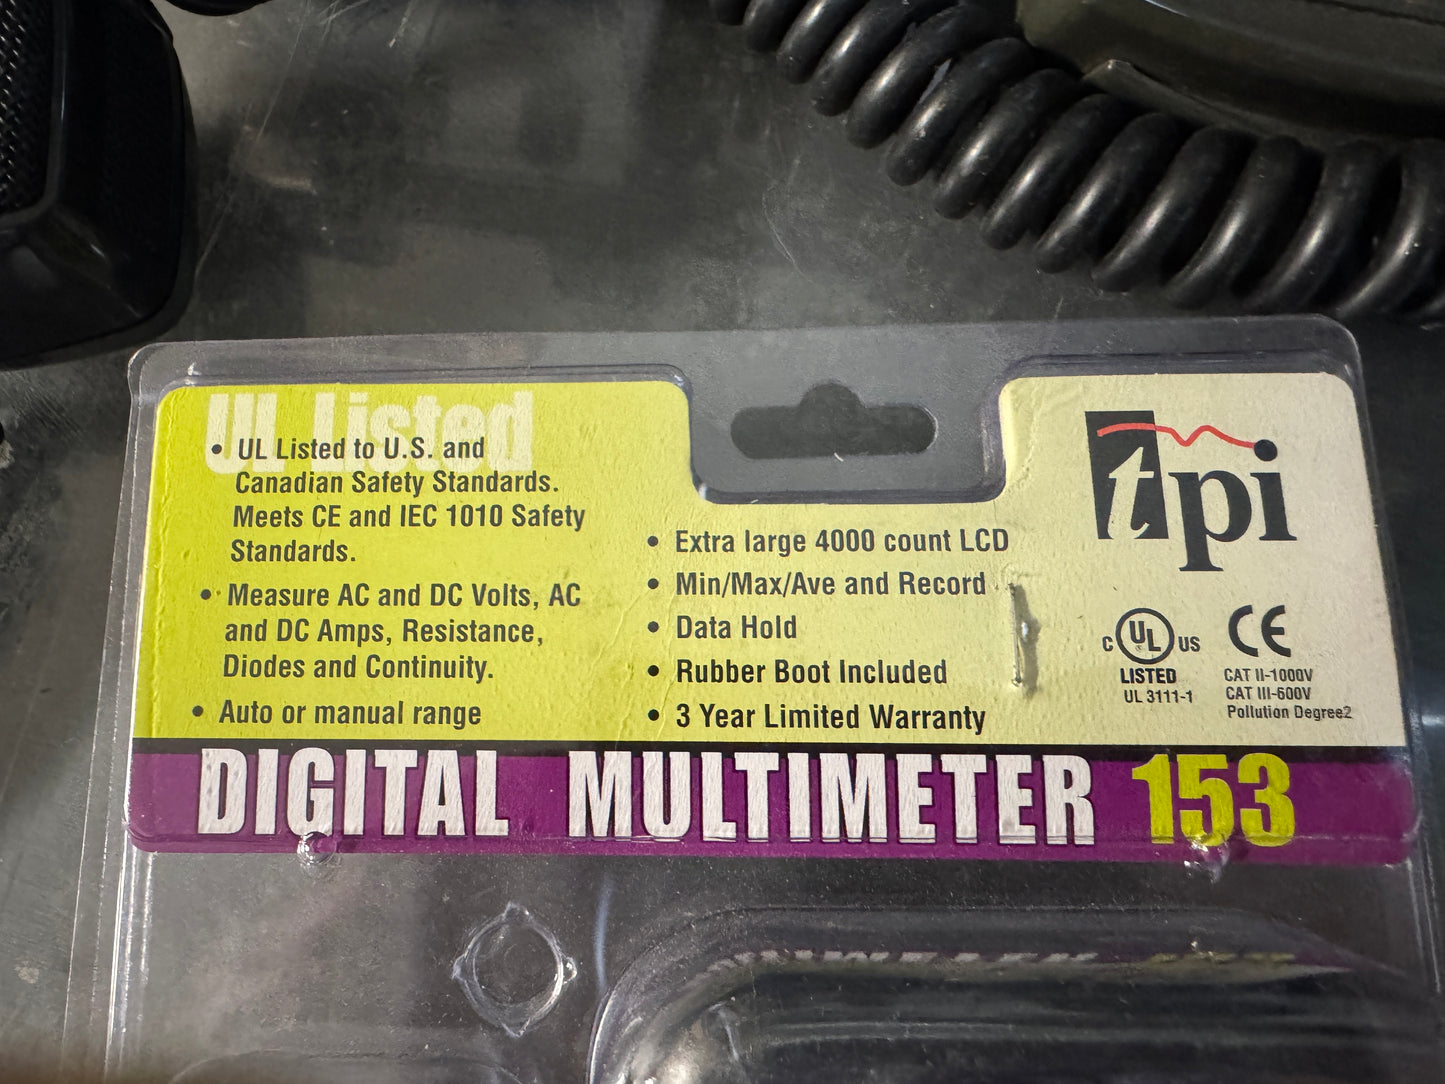 UL Listed
• UL Listed to U.S. and
Canadian Safety Standards.
Meets CE and IEC 1010 Safety
Standards.
• Measure AC and DC Volts, AC
and DC Amps, Resistance,
Diodes and Continuity.
• Auto or manual range
• Extra large 4000 count LCD
• Min/Max/Ave and Record
• Data Hold
• Rubber Boot Included
• 3 Year Limited Warranty
tpi
C UL US
LISTED
UL 3111-1
CE
CAT II-1000V
CAT III-600V
Pollution Degree2
DIGITAL MULTIMETER 153